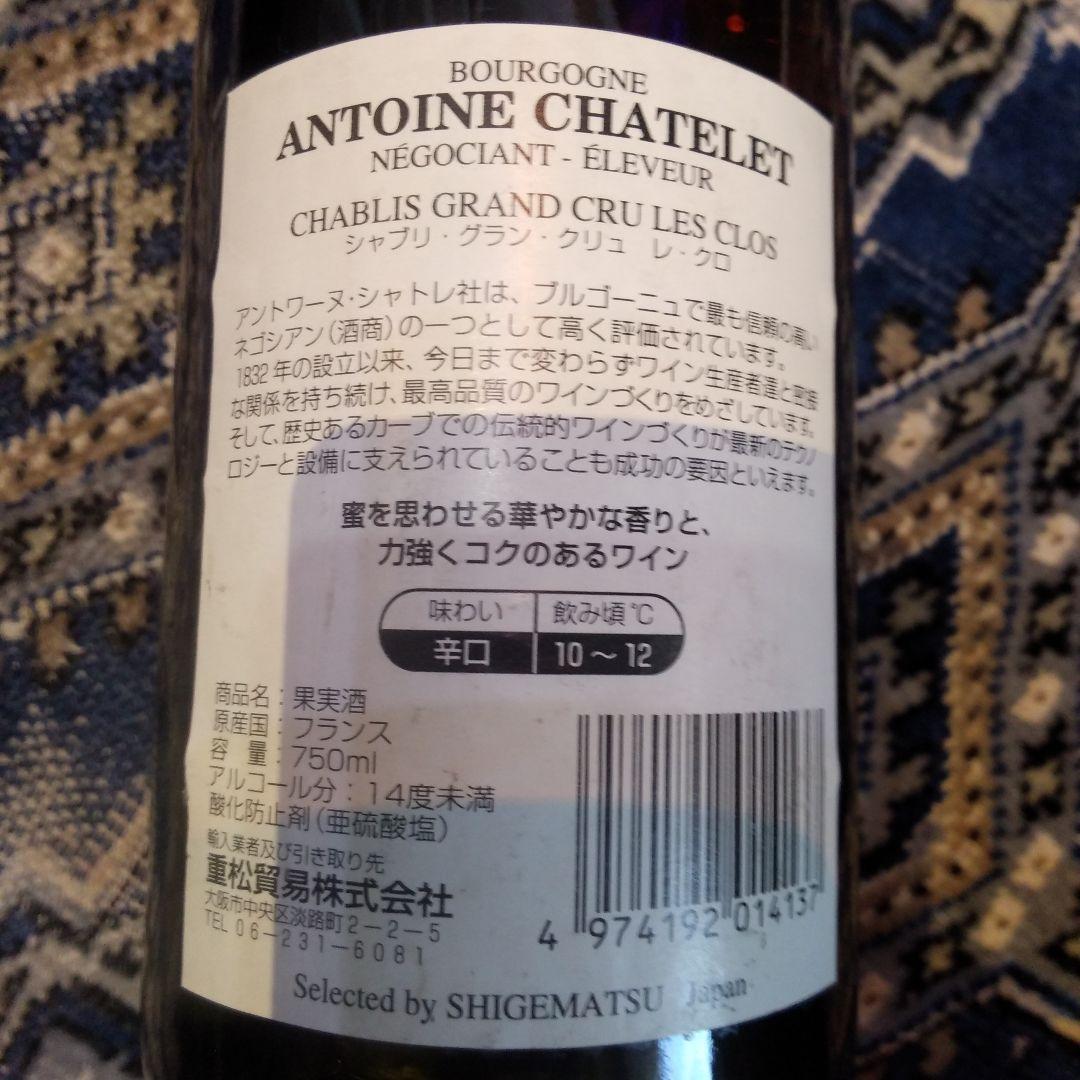 BOURGOGNE
ANTOINE CHATELET
NÉGOCIANT - ÉLEVEUR
CHABLIS GRAND CRU LES CLOS
シャブリ・グラン・クリュ レ・クロ
アントワーヌ・シャトレ社は、ブルゴーニュで最も信頼の高い
ネゴシアン(酒商)の一つとして高く評価されています。
1832年の設立以来、今日まで変わらずワイン生産者達と密接
な関係を持ち続け、最高品質のワインづくりをめざしています。
そして、歴史あるカーブでの伝統的ワインづくりが最新のテクノ
ロジーと設備に支えられていることも成功の要因といえます。
蜜を思わせる華やかな香りと、
力強くコクのあるワイン
味わい 飲み頃℃
辛口 10～12
商品名:果実酒
原産国:フランス
容 量:750ml
アルコール分:14度未満
酸化防止剤(亜硫酸塩)
輸入業者及び引き取り先
重松貿易株式会社
大阪市中央区淡路町2-2-5
TEL 06-231-6081
4 974192 014137
Selected by SHIGEMATSU Japan